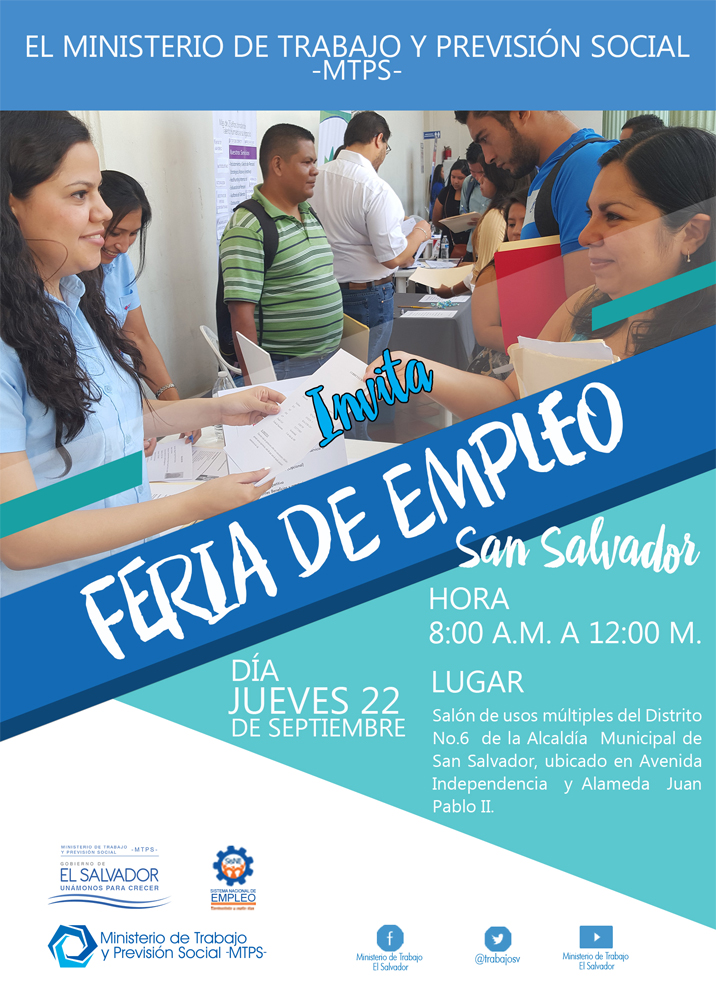 EL MINISTERIO DE TRABAJO Y PREVISIÓN SOCIAL
-MTPS-
Invita
FERIA DE EMPLEO
San Salvador
HORA
8:00 A.M. A 12:00 M.
DÍA
JUEVES 22
DE SEPTIEMBRE
LUGAR
Salón de usos múltiples del Distrito
No.6 de la Alcaldía Municipal de
San Salvador, ubicado en Avenida
Independencia y Alameda Juan
Pablo II.
MINISTERIO DE TRABAJO
Y PREVISIÓN SOCIAL -MTPS-
GOBIERNO DE
EL SALVADOR
UNÁMONOS PARA CRECER
SisNE
SISTEMA NACIONAL DE
EMPLEO
Ministerio de Trabajo
y Previsión Social -MTPS-
Ministerio de Trabajo
El Salvador
@trabajosv
Ministerio de Trabajo
El Salvador